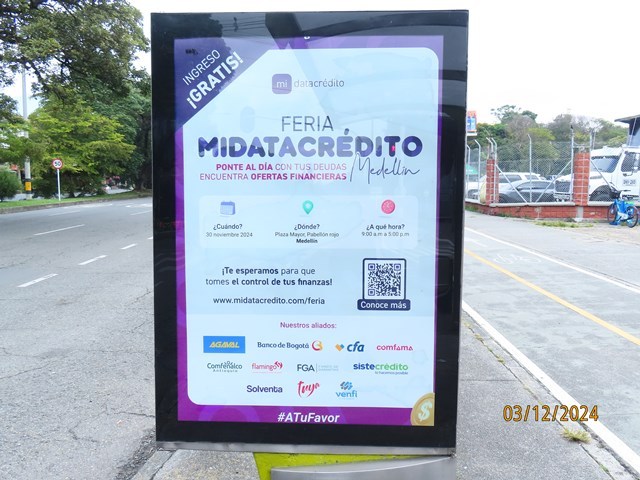 INGRESO
¡GRATIS!
mi datacrédito
FERIA
MIDATACRÉDITO
Medellín
PONTE AL DÍA CON TUS DEUDAS
ENCUENTRA OFERTAS FINANCIERAS
¿Cuándo?
30 noviembre 2024
¿Dónde?
Plaza Mayor, Pabellón rojo
Medellín
¿A qué hora?
9:00 a.m a 5:00 p.m
¡Te esperamos para que
tomes el control de tus finanzas!
www.midatacredito.com/feria
Conoce más
Nuestros aliados:
AGAVAL
Banco de Bogotá
cfa
comfama
Comfenalco
Antioquia
flamingo
FGA
sistecrédito
Solventa
tuya
venfi
#ATuFavor
50
03/12/2024